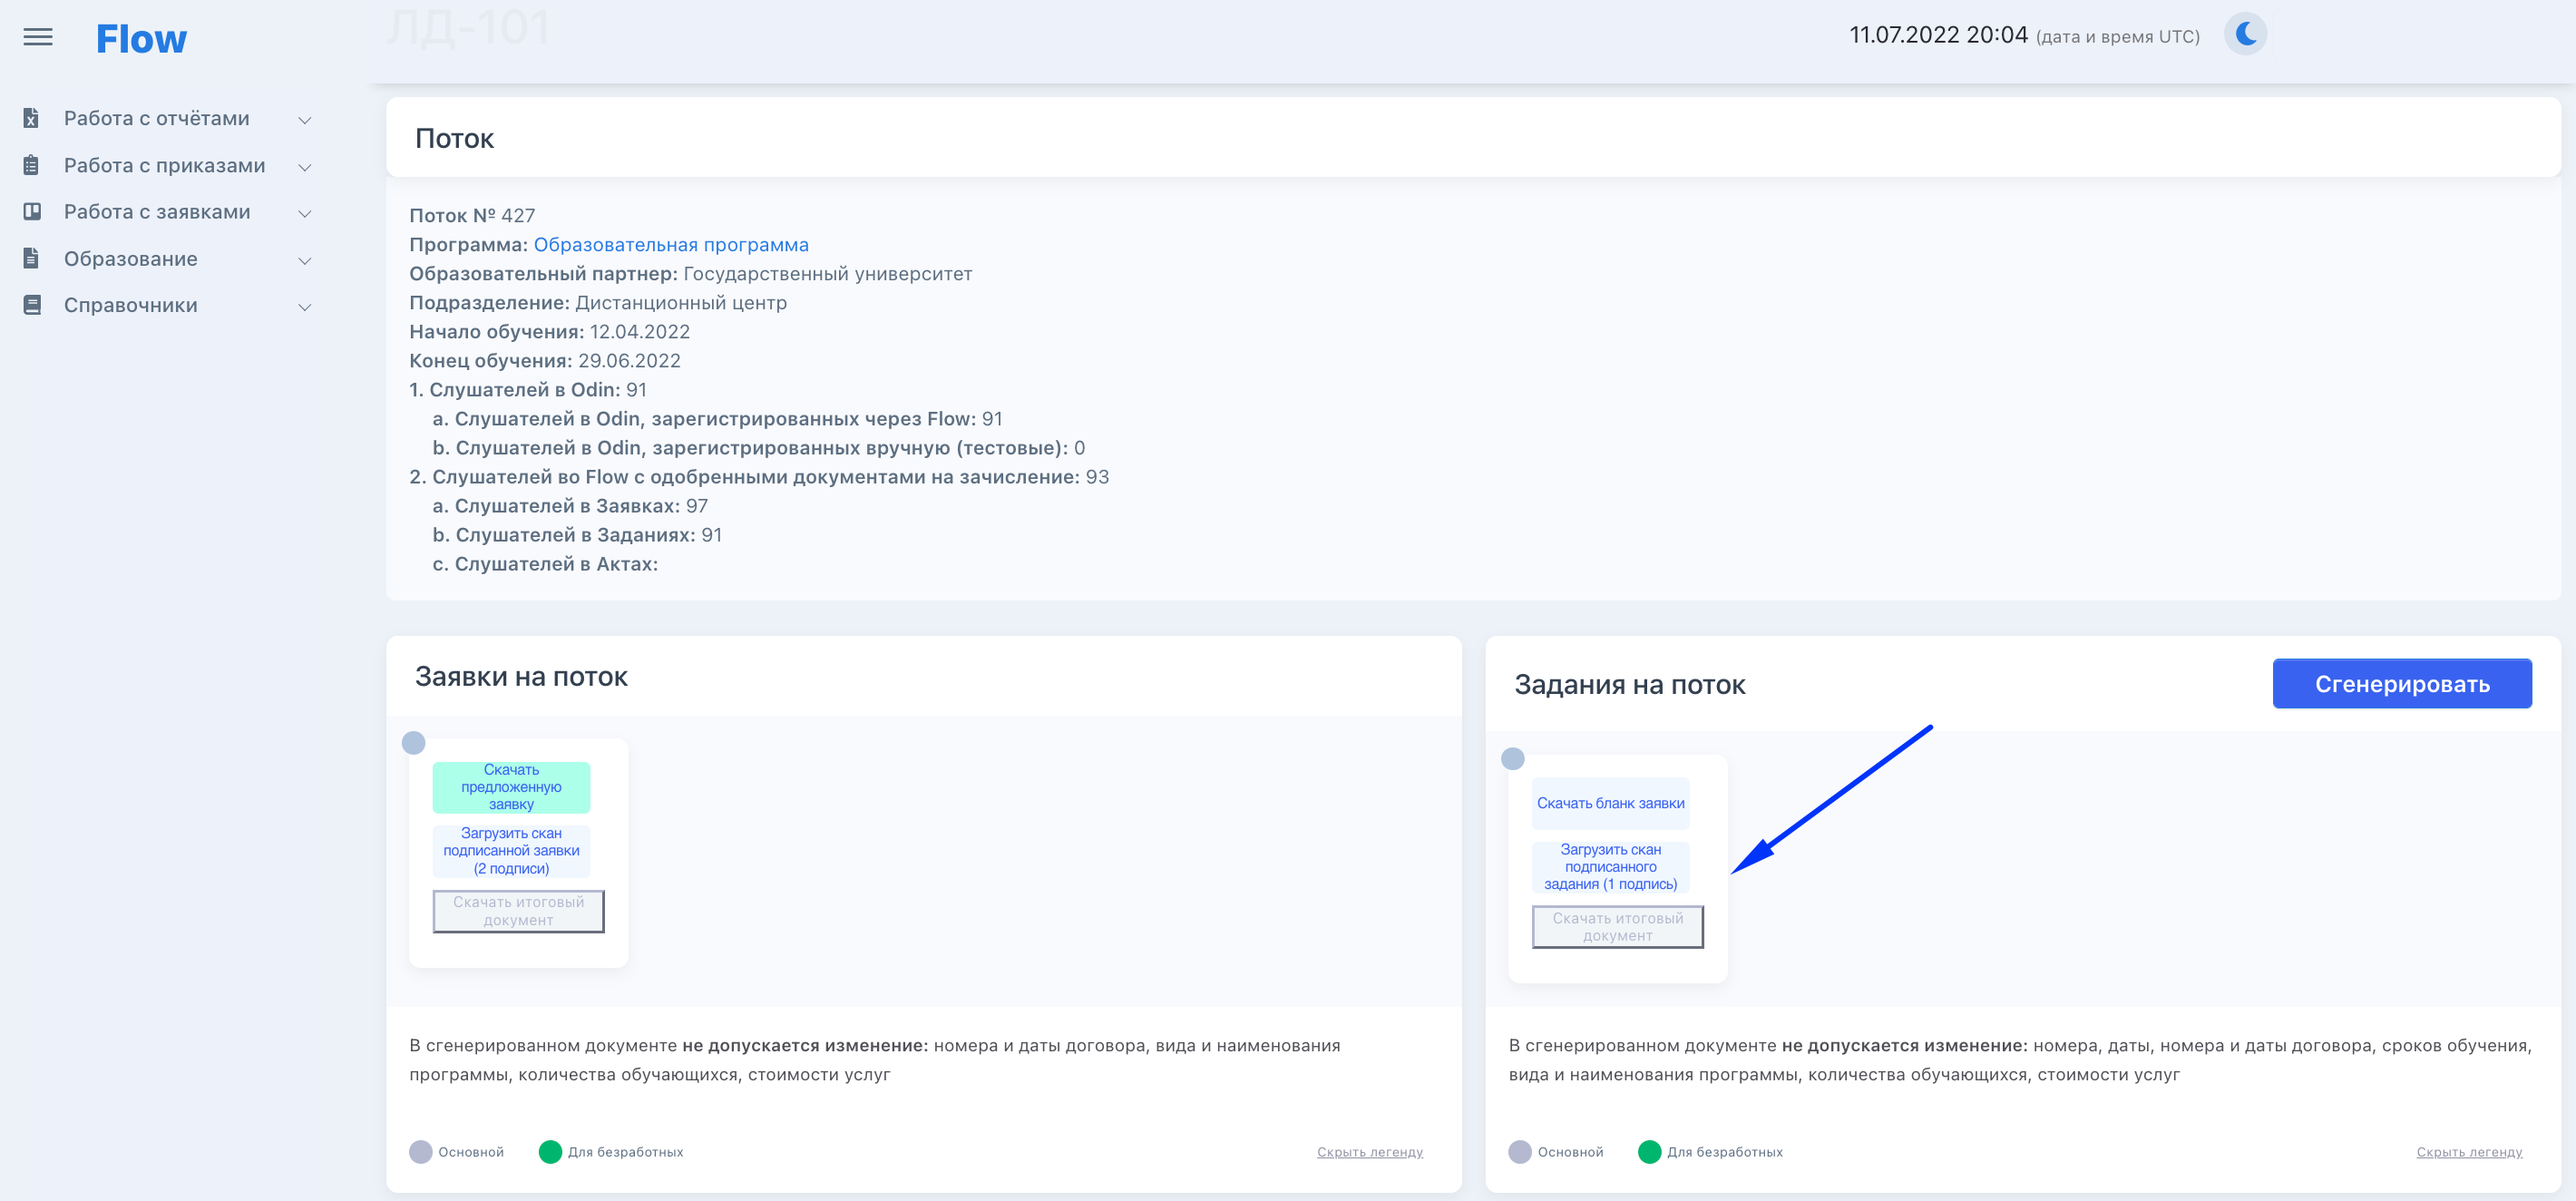 Flow
ЛД-101
11.07.2022 20:04 (дата и время UTC)
Работа с отчётами
Работа с приказами
Работа с заявками
Образование
Справочники
Поток
Поток № 427
Программа: Образовательная программа
Образовательный партнер: Государственный университет
Подразделение: Дистанционный центр
Начало обучения: 12.04.2022
Конец обучения: 29.06.2022
1. Слушателей в Odin: 91
a. Слушателей в Odin, зарегистрированных через Flow: 91
b. Слушателей в Odin, зарегистрированных вручную (тестовые): 0
2. Слушателей во Flow с одобренными документами на зачисление: 93
a. Слушателей в Заявках: 97
b. Слушателей в Заданиях: 91
c. Слушателей в Актах:
Заявки на поток
Скачать
предложенную
заявку
Загрузить скан
подписанной заявки
(2 подписи)
Скачать итоговый
документ
В сгенерированном документе не допускается изменение: номера и даты договора, вида и наименования
программы, количества обучающихся, стоимости услуг
Основной
Для безработных
Скрыть легенду
Задания на поток
Сгенерировать
Скачать бланк заявки
Загрузить скан
подписанного
задания (1 подпись)
Скачать итоговый
документ
В сгенерированном документе не допускается изменение: номера, даты, номера и даты договора, сроков обучения,
вида и наименования программы, количества обучающихся, стоимости услуг
Основной
Для безработных
Скрыть легенду